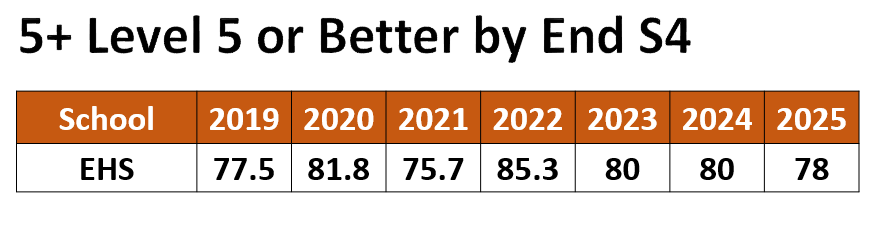 5+ Level 5 or Better by End S4
School 2019 2020 2021 2022 2023 2024 2025
EHS 77.5 81.8 75.7 85.3 80 80 78